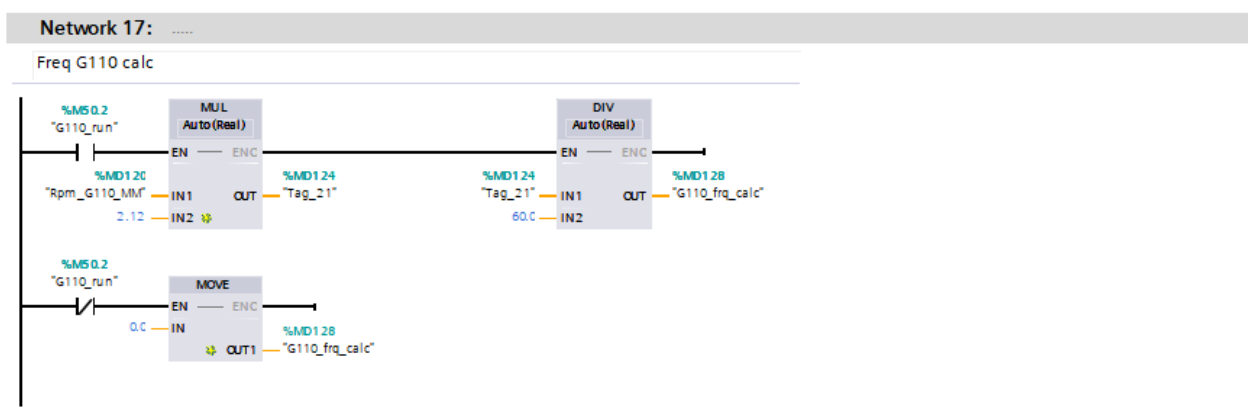 Network 17: .....
Freq G110 calc
%M50.2
"G110_run"
MUL
Auto (Real)
EN ENO
%MD120
"Rpm_G110_MM" IN1
2.12 IN2
%MD124
OUT "Tag_21"
DIV
Auto (Real)
EN ENO
%MD124
"Tag_21" IN1
60.0 IN2
%MD128
OUT "G110_frq_calc"
%M50.2
"G110_run"
MOVE
EN ENO
0.0 IN
%MD128
OUT1 "G110_frq_calc"